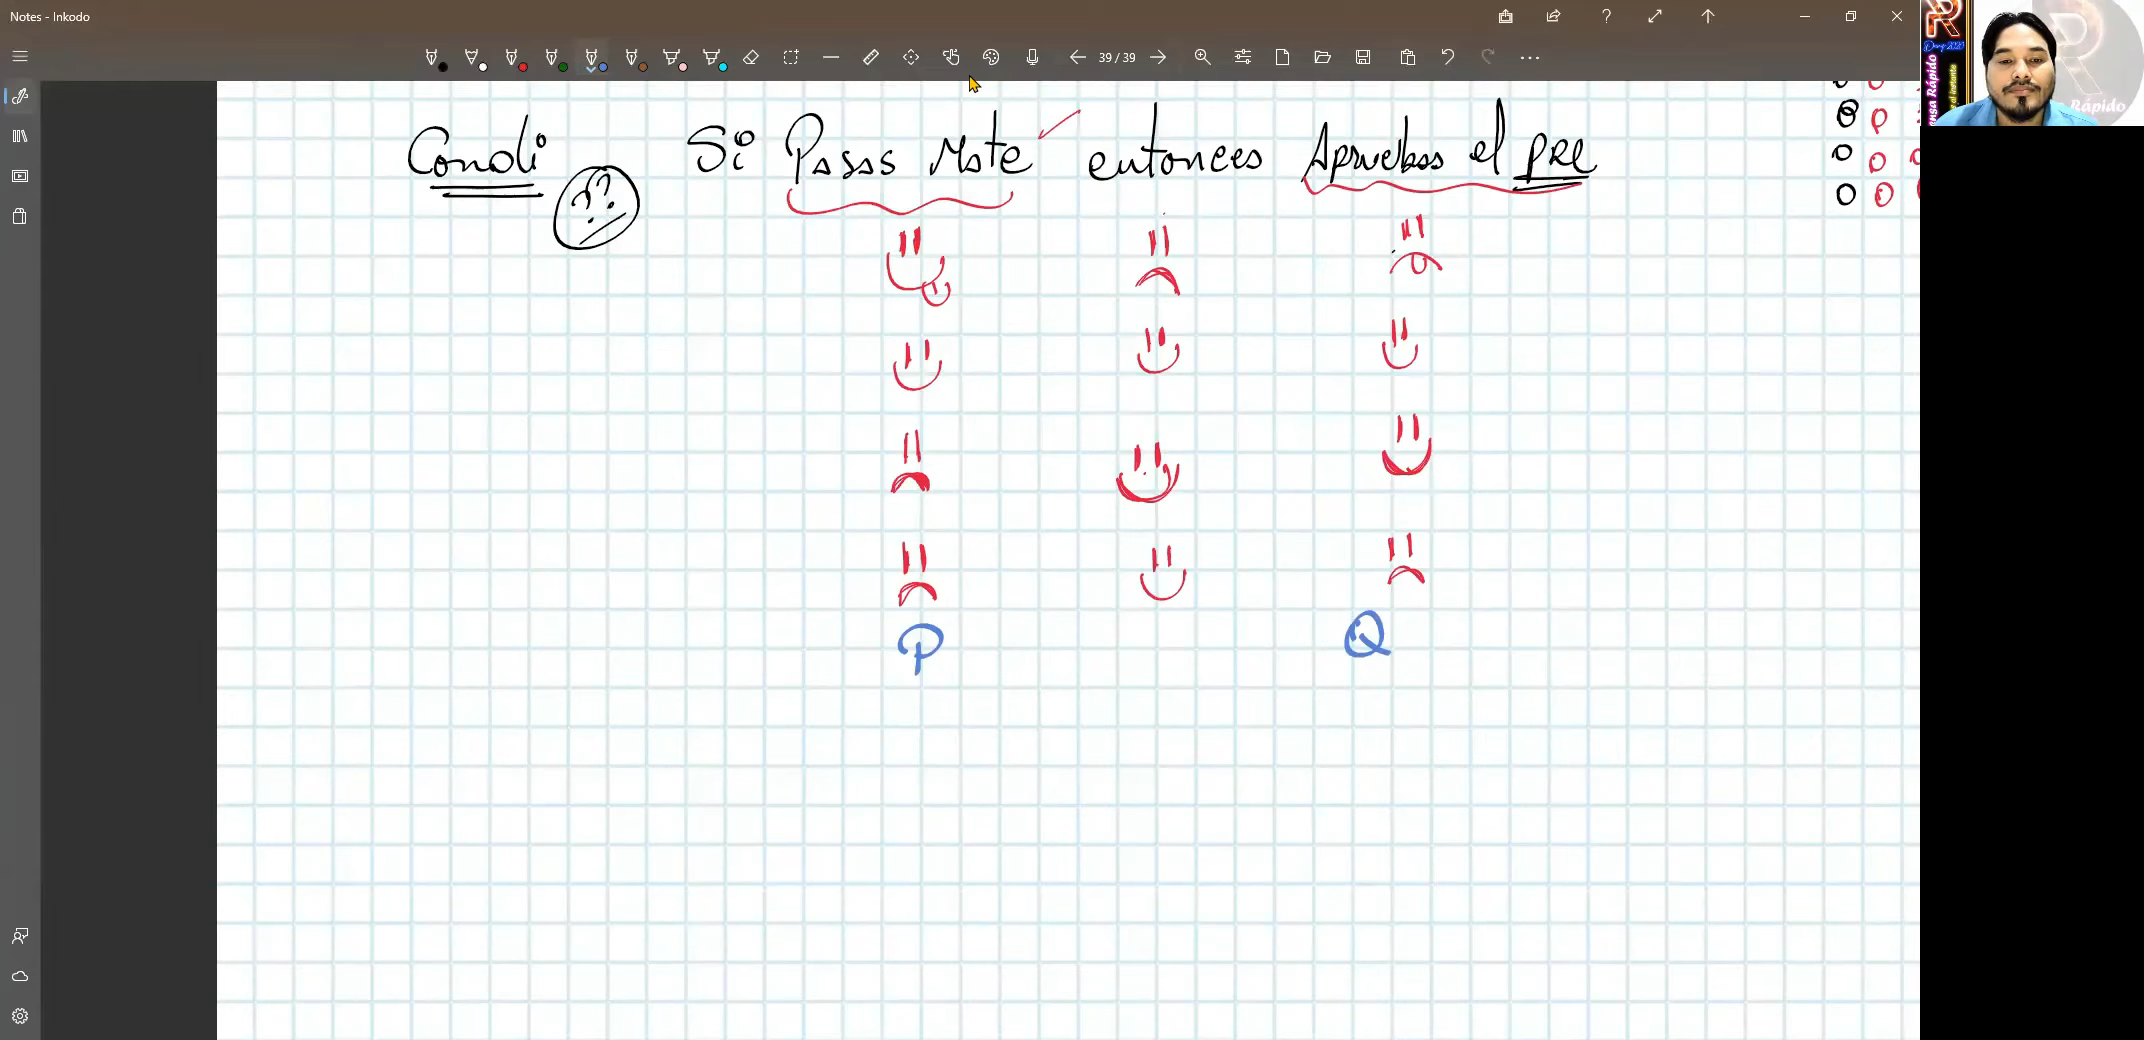 Notes - Inkodo
39 / 39
Condi Si Pasas Mate ✓ entonces Apruebas el PRE
??
P Q
Rápido